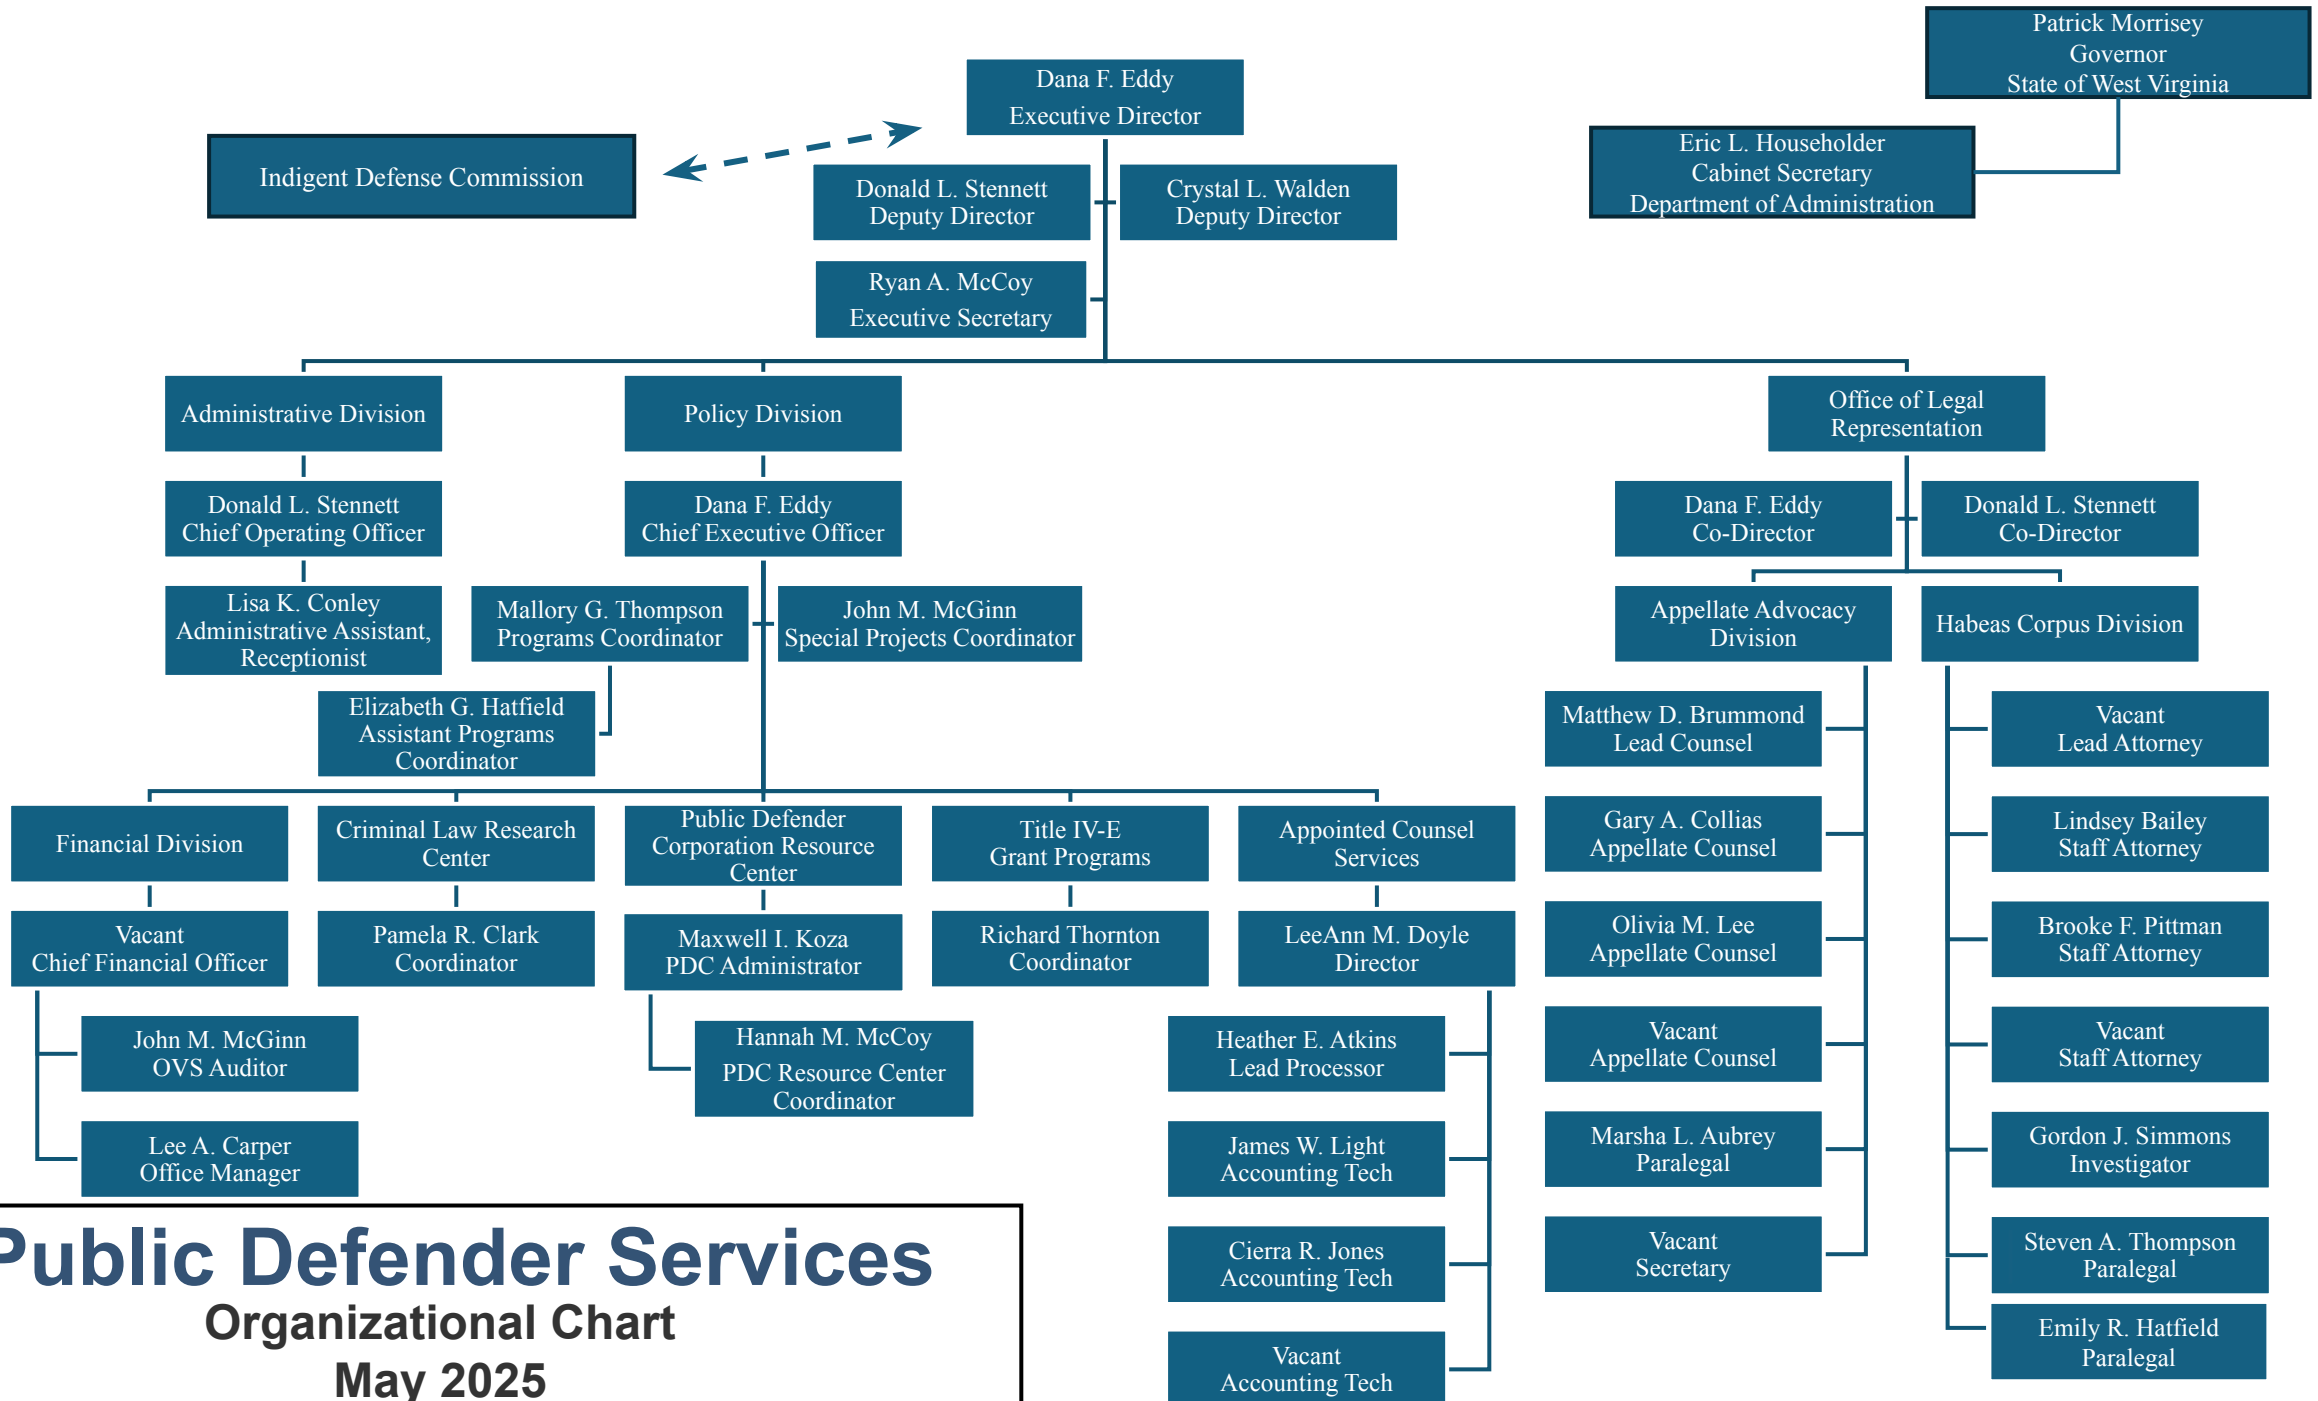 Patrick Morrisey
Governor
State of West Virginia
Dana F. Eddy
Executive Director
Eric L. Householder
Cabinet Secretary
Department of Administration
Indigent Defense Commission
Donald L. Stennett
Deputy Director
Crystal L. Walden
Deputy Director
Ryan A. McCoy
Executive Secretary
Administrative Division
Policy Division
Office of Legal
Representation
Donald L. Stennett
Chief Operating Officer
Dana F. Eddy
Chief Executive Officer
Dana F. Eddy
Co-Director
Donald L. Stennett
Co-Director
Lisa K. Conley
Administrative Assistant,
Receptionist
Mallory G. Thompson
Programs Coordinator
John M. McGinn
Special Projects Coordinator
Appellate Advocacy
Division
Habeas Corpus Division
Elizabeth G. Hatfield
Assistant Programs
Coordinator
Matthew D. Brummond
Lead Counsel
Vacant
Lead Attorney
Financial Division
Criminal Law Research
Center
Public Defender
Corporation Resource
Center
Title IV-E
Grant Programs
Appointed Counsel
Services
Gary A. Collias
Appellate Counsel
Lindsey Bailey
Staff Attorney
Vacant
Chief Financial Officer
Pamela R. Clark
Coordinator
Maxwell I. Koza
PDC Administrator
Richard Thornton
Coordinator
LeeAnn M. Doyle
Director
Olivia M. Lee
Appellate Counsel
Brooke F. Pittman
Staff Attorney
John M. McGinn
OVS Auditor
Hannah M. McCoy
PDC Resource Center
Coordinator
Heather E. Atkins
Lead Processor
Vacant
Appellate Counsel
Vacant
Staff Attorney
Lee A. Carper
Office Manager
James W. Light
Accounting Tech
Marsha L. Aubrey
Paralegal
Gordon J. Simmons
Investigator
Cierra R. Jones
Accounting Tech
Vacant
Secretary
Steven A. Thompson
Paralegal
Vacant
Accounting Tech
Emily R. Hatfield
Paralegal
Public Defender Services
Organizational Chart
May 2025